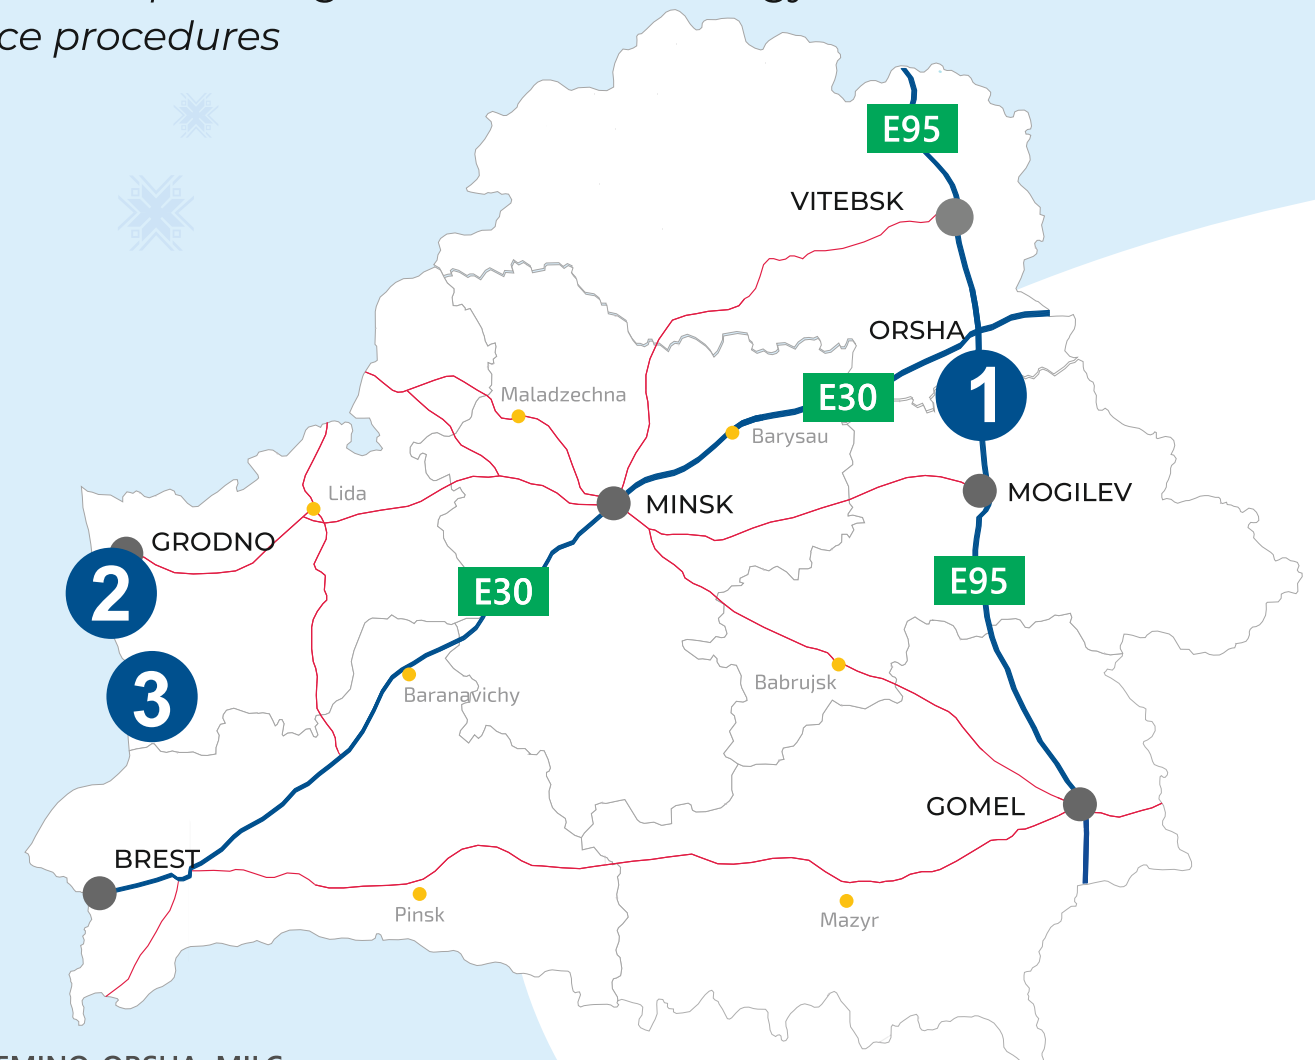 ce procedures
E95
VITEBSK
ORSHA
E30
1
Maladzechna
Barysau
Lida
MINSK
MOGILEV
GRODNO
2
E30
E95
3
Baranavichy
Babrujsk
GOMEL
BREST
Pinsk
Mazyr